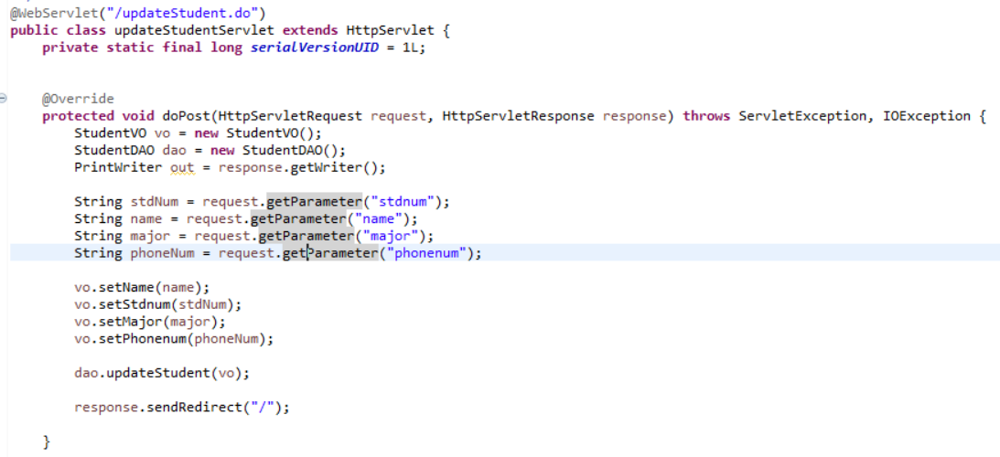 @WebServlet("/updateStudent.do")
public class updateStudentServlet extends HttpServlet {
    private static final long serialVersionUID = 1L;
    @Override
    protected void doPost(HttpServletRequest request, HttpServletResponse response) throws ServletException, IOException {
        StudentVO vo = new StudentVO();
        StudentDAO dao = new StudentDAO();
        PrintWriter out = response.getWriter();
        String stdNum = request.getParameter("stdnum");
        String name = request.getParameter("name");
        String major = request.getParameter("major");
        String phoneNum = request.getParameter("phonenum");
        vo.setName(name);
        vo.setStdnum(stdNum);
        vo.setMajor(major);
        vo.setPhonenum(phoneNum);
        dao.updateStudent(vo);
        response.sendRedirect("/");
    }